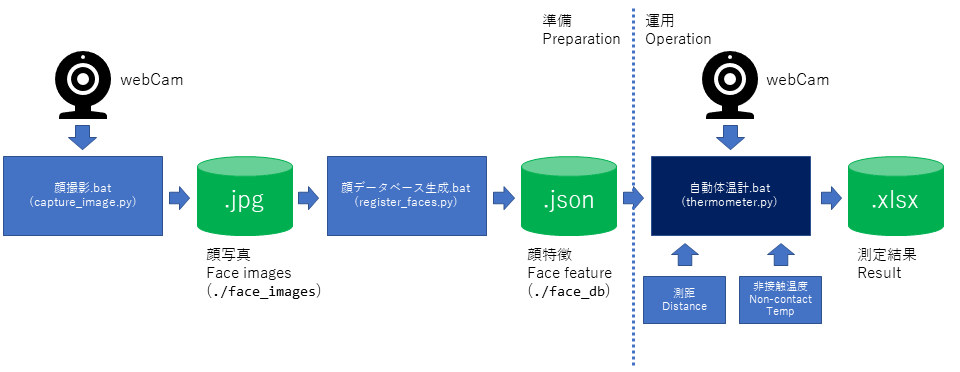 準備
Preparation
運用
Operation
webCam
webCam
顔撮影.bat
(capture_image.py)
.jpg
顔データベース生成.bat
(register_faces.py)
.json
自動体温計.bat
(thermometer.py)
.xlsx
顔写真
Face images
(./face_images)
顔特徴
Face feature
(./face_db)
測定結果
Result
測距
Distance
非接触温度
Non-contact
Temp